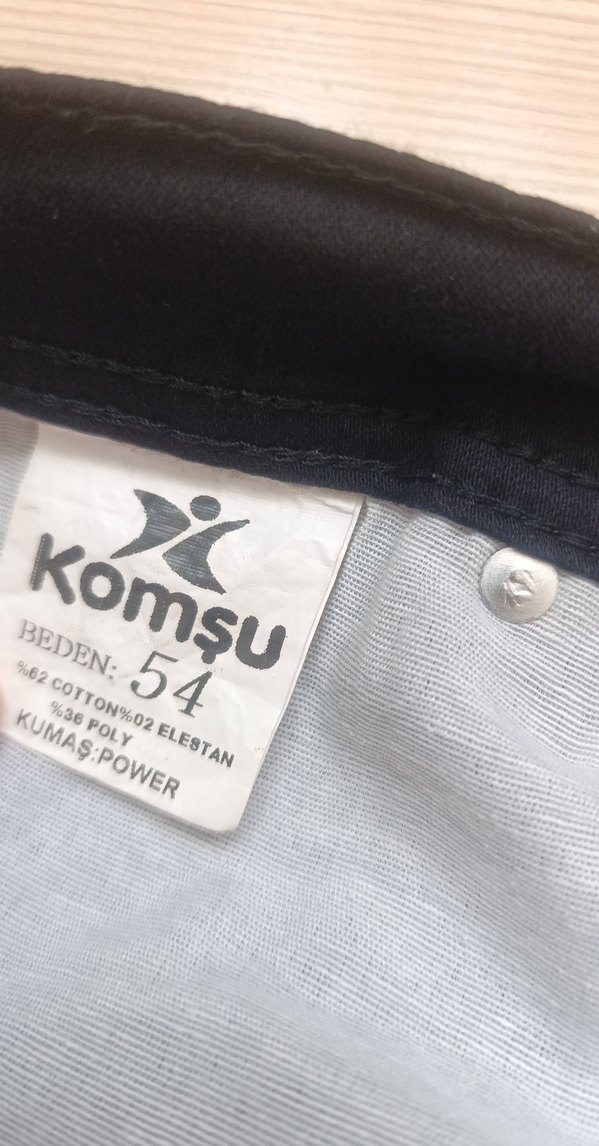 Komşu
BEDEN: 54
%62 COTTON%02 ELESTAN
%36 POLY
KUMAŞ:POWER